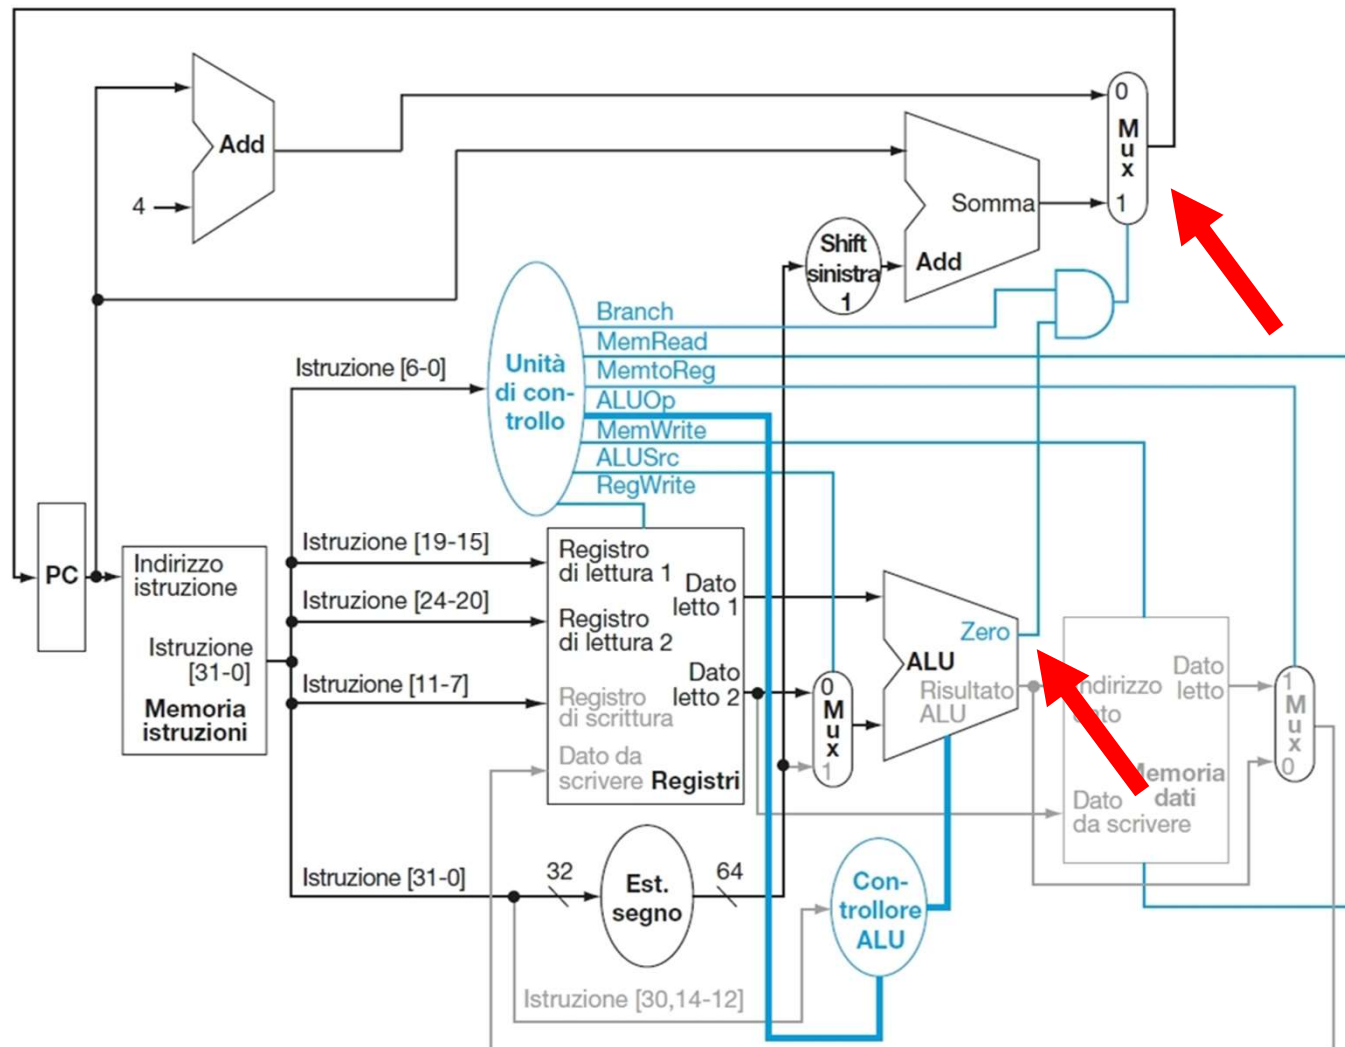 Add
4
0
Mux
1
Somma
Add
Shift
sinistra
1
Branch
MemRead
MemtoReg
ALUOp
MemWrite
ALUSrc
RegWrite
Unità
di con-
trollo
Istruzione [6-0]
PC
Indirizzo
istruzione
Istruzione
[31-0]
Memoria
istruzioni
Istruzione [19-15]
Istruzione [24-20]
Istruzione [11-7]
Registro
di lettura 1
Registro
di lettura 2
Registro
di scrittura
Dato da
scrivere
Registri
Dato
letto 1
Dato
letto 2
0
Mux
1
Zero
ALU
Risultato
ALU
Dato
letto
Dato
da scrivere
dati
1
Mux
0
Istruzione [31-0]
32
Est.
segno
64
Con-
trollore
ALU
Istruzione [30,14-12]